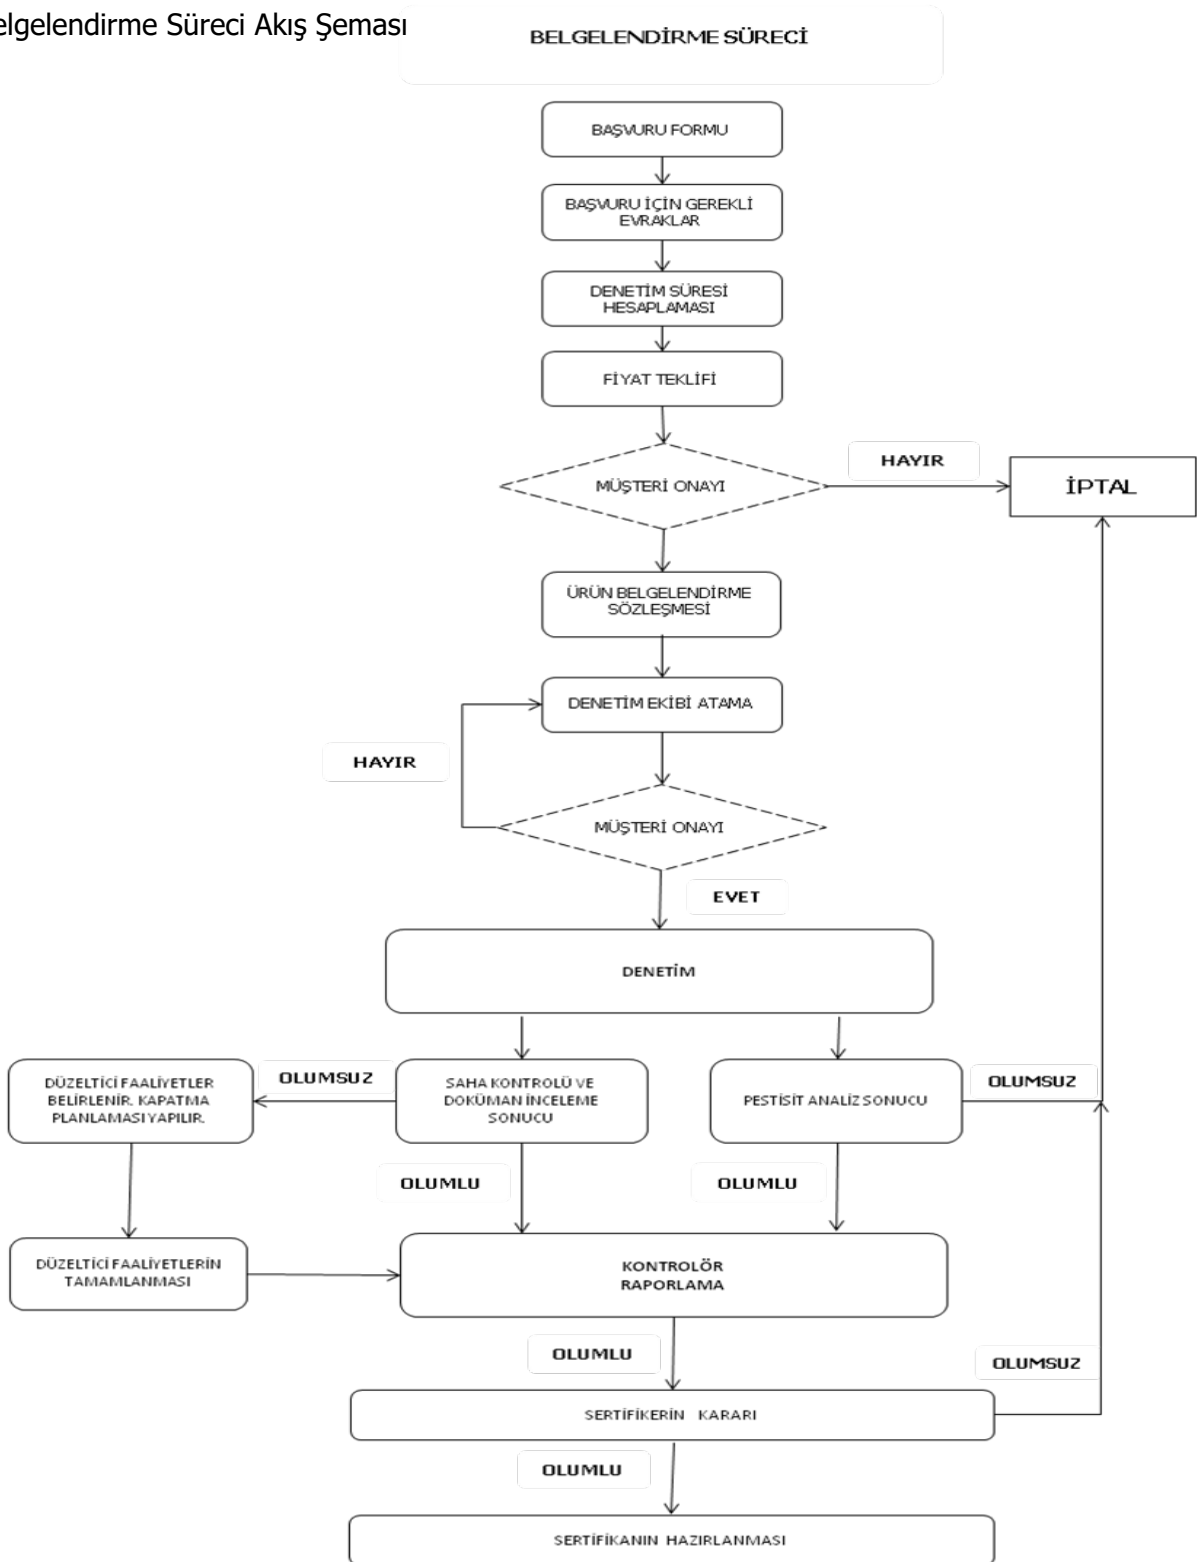 elgelendirme Süreci Akış Şeması
BELGELENDİRME SÜRECİ
BAŞVURU FORMU
BAŞVURU İÇİN GEREKLİ
EVRAKLAR
DENETİM SÜRESİ
HESAPLAMASI
FİYAT TEKLİFİ
MÜŞTERİ ONAYI
HAYIR
İPTAL
ÜRÜN BELGELENDİRME
SÖZLEŞMESİ
DENETİM EKİBİ ATAMA
HAYIR
MÜŞTERİ ONAYI
EVET
DENETİM
DÜZELTİCİ FAALİYETLER
BELİRLENİR. KAPATMA
PLANLAMASI YAPILIR.
OLUMSUZ
SAHA KONTROLÜ VE
DOKÜMAN İNCELEME
SONUCU
PESTİSİT ANALİZ SONUCU
OLUMSUZ
OLUMLU
OLUMLU
DÜZELTİCİ FAALİYETLERİN
TAMAMLANMASI
KONTROLÖR
RAPORLAMA
OLUMLU
OLUMSUZ
SERTİFİKERİN KARARI
OLUMLU
SERTİFİKANIN HAZIRLANMASI